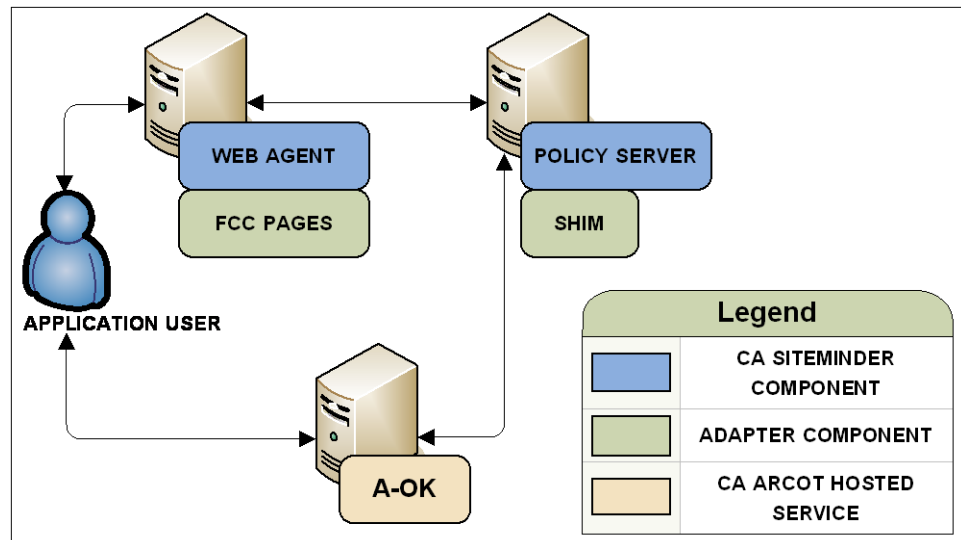 WEB AGENT
POLICY SERVER
FCC PAGES
SHIM
APPLICATION USER
A-OK
Legend
CA SITEMINDER
COMPONENT
ADAPTER COMPONENT
CA ARCOT HOSTED
SERVICE